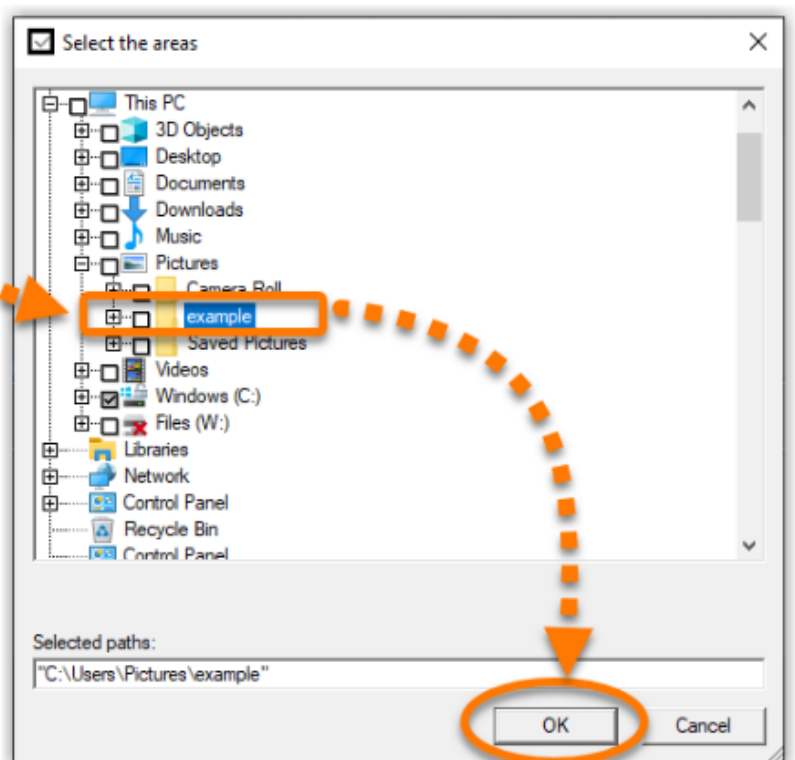 Select the areas
This PC
3D Objects
Desktop
Documents
Downloads
Music
Pictures
Camera Roll
example
Saved Pictures
Videos
Windows (C:)
Files (W:)
Libraries
Network
Control Panel
Recycle Bin
Control Panel
Selected paths:
"C:\Users\Pictures\example"
OK Cancel